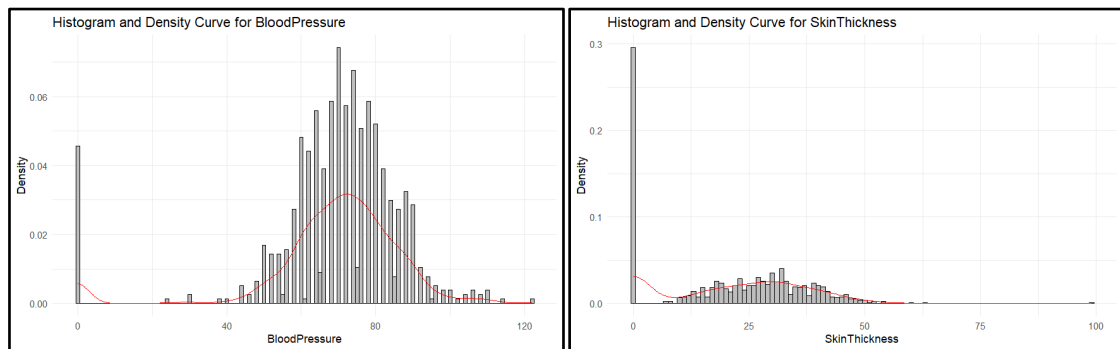 Histogram and Density Curve for BloodPressure
0.06
0.04
0.02
0.00
Density
0 40 80 120
BloodPressure
Histogram and Density Curve for SkinThickness
0.3
0.2
0.1
0.0
Density
0 25 50 75 100
SkinThickness